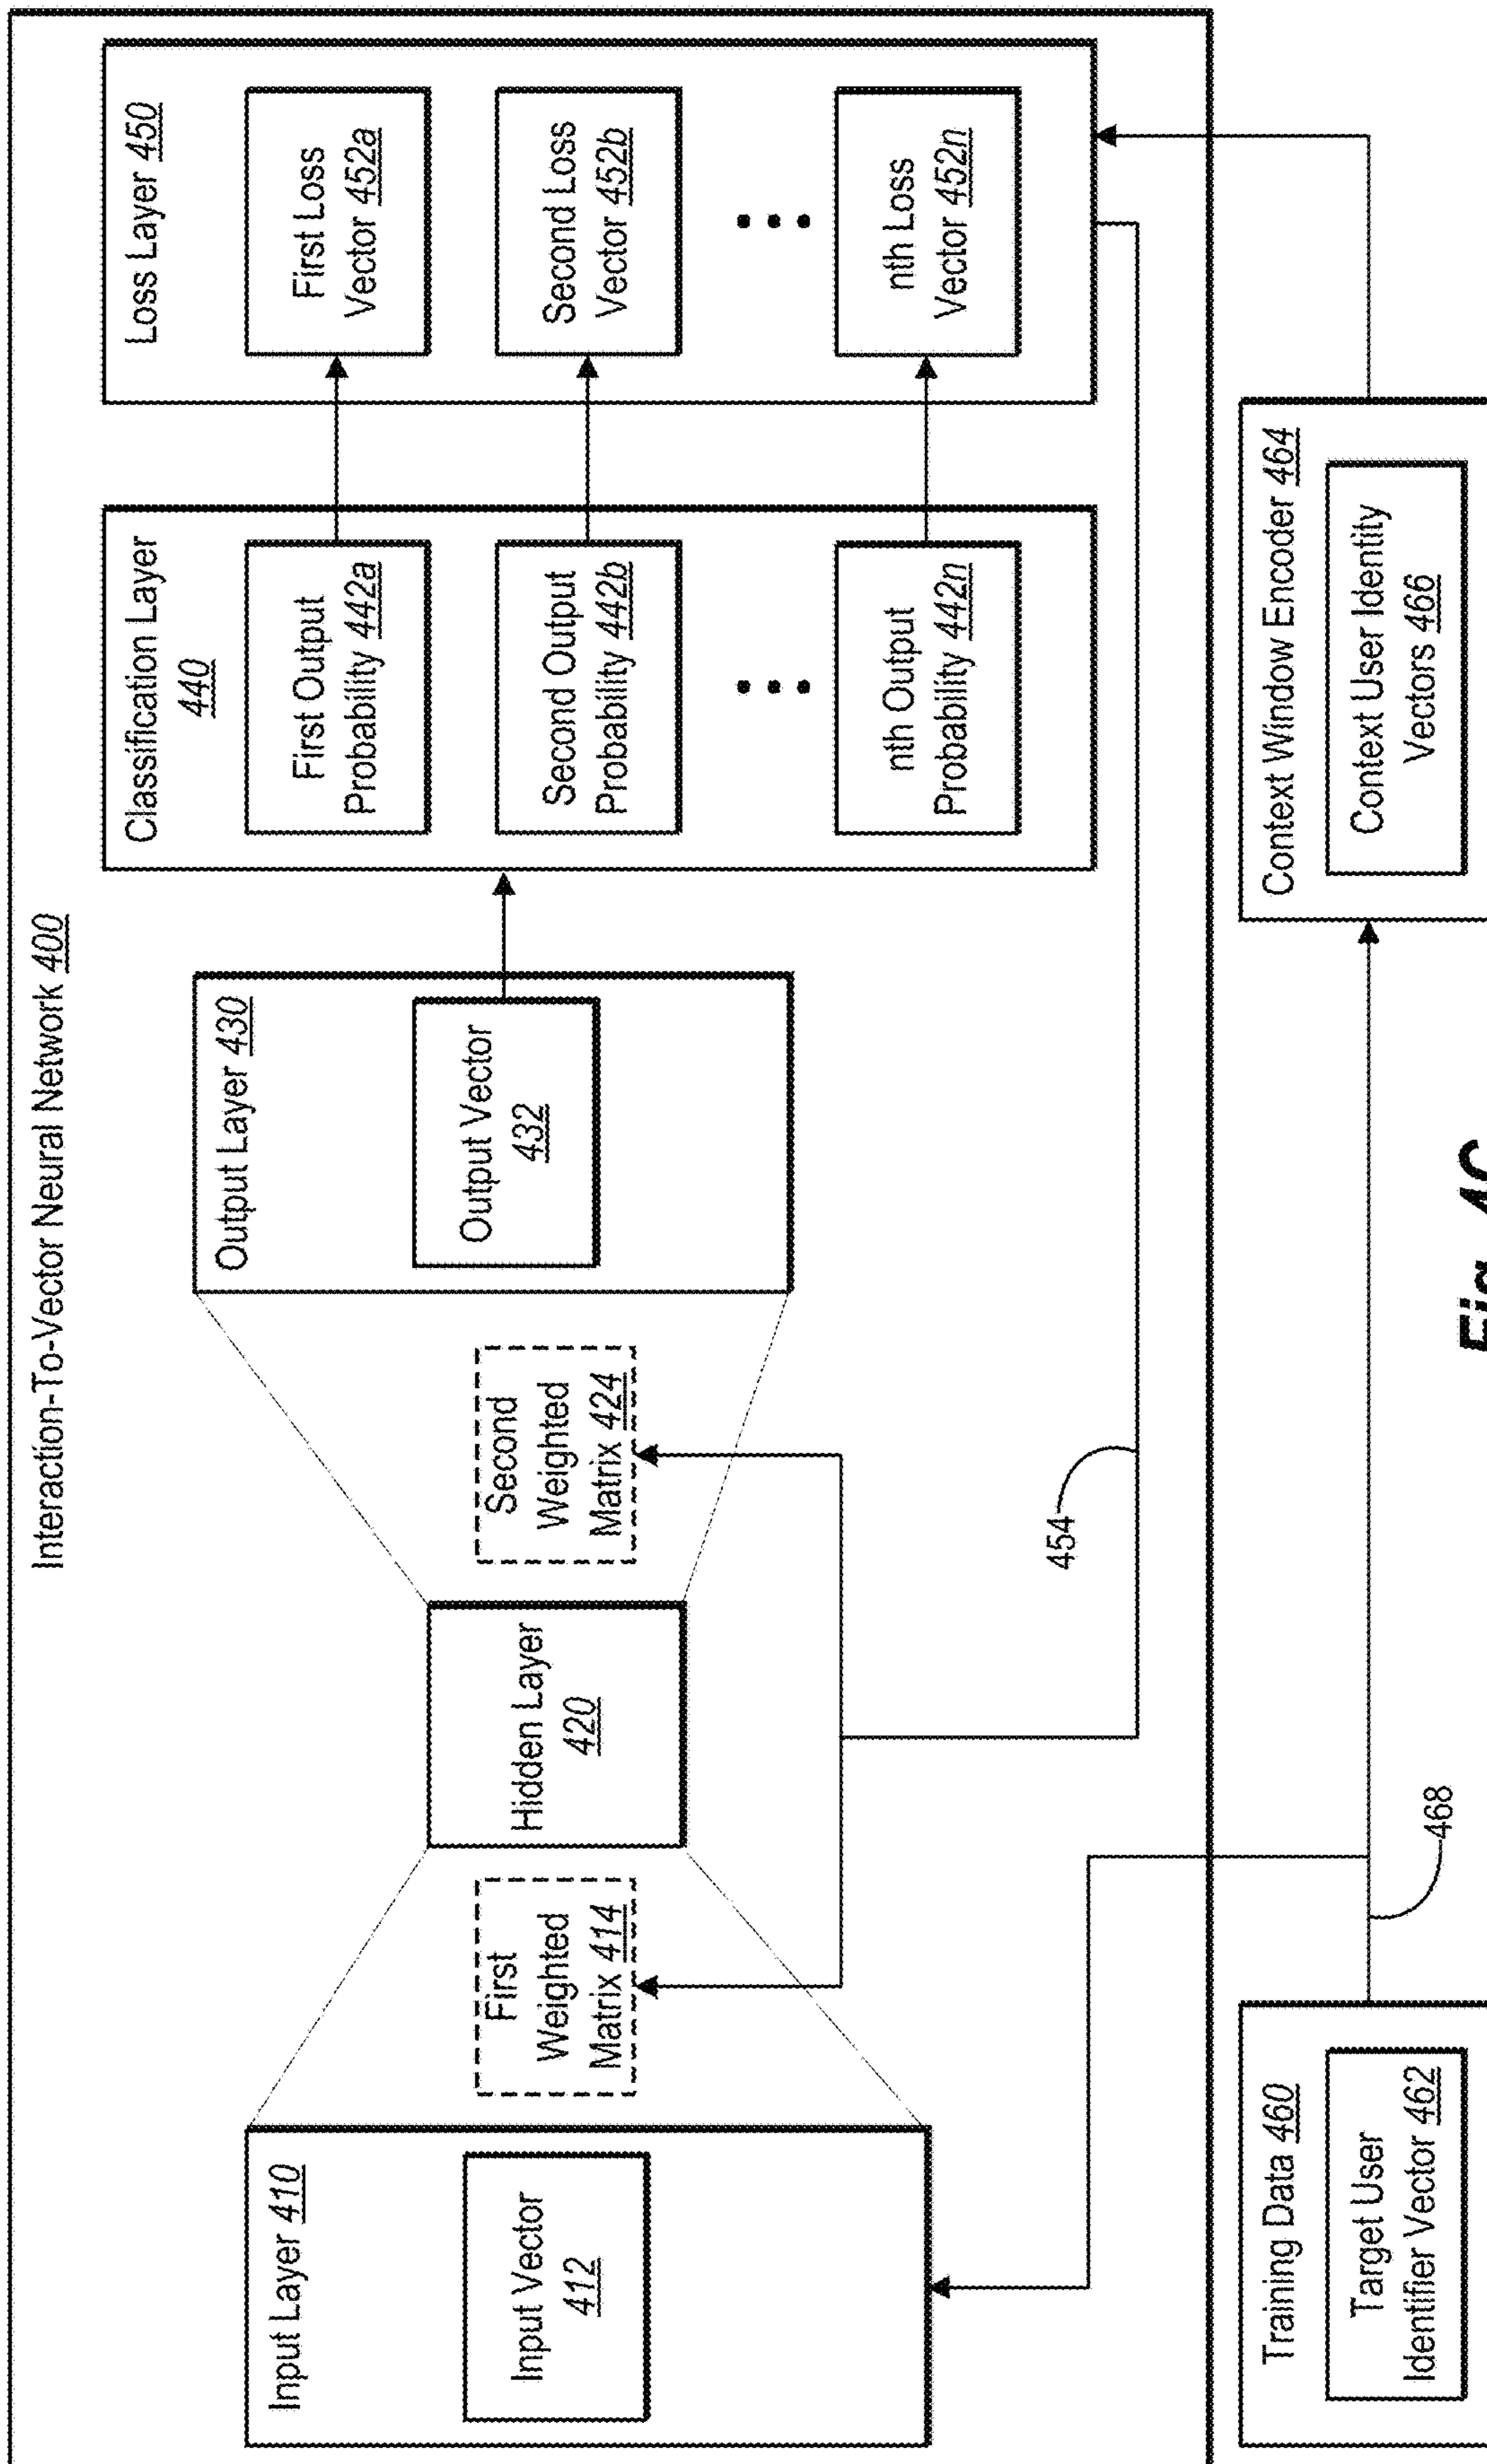 Interaction-To-Vector Neural Network 400
Input Layer 410
Input Vector
412
First
Weighted
Matrix 414
Hidden Layer
420
Second
Weighted
Matrix 424
Output Layer 430
Output Vector
432
Classification Layer
440
First Output
Probability 442a
Second Output
Probability 442b
nth Output
Probability 442n
Loss Layer 450
First Loss
Vector 452a
Second Loss
Vector 452b
nth Loss
Vector 452n
454
Training Data 460
Target User
Identifier Vector 462
468
Context Window Encoder 464
Context User Identity
Vectors 466
Fig. 4C